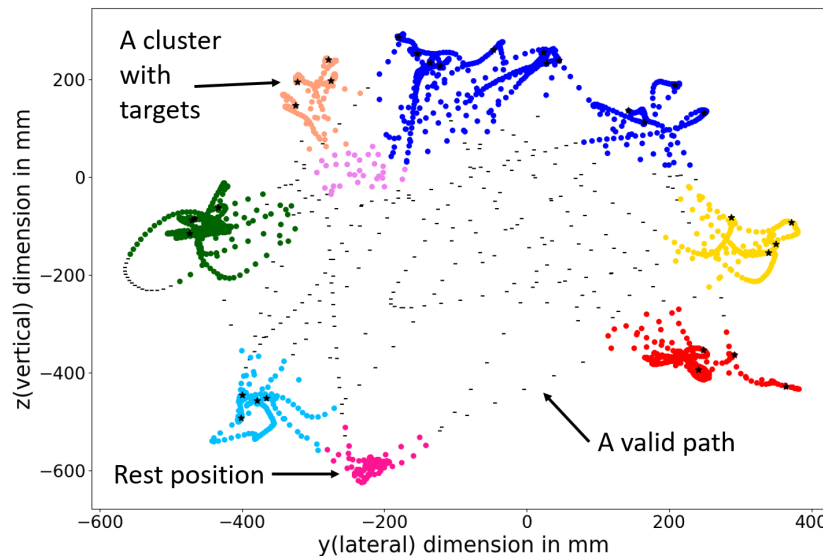 A cluster
with
targets
200
0
−200
−400
−600
z(vertical) dimension in mm
Rest position
A valid path
−600 −400 −200 0 200 400
y(lateral) dimension in mm